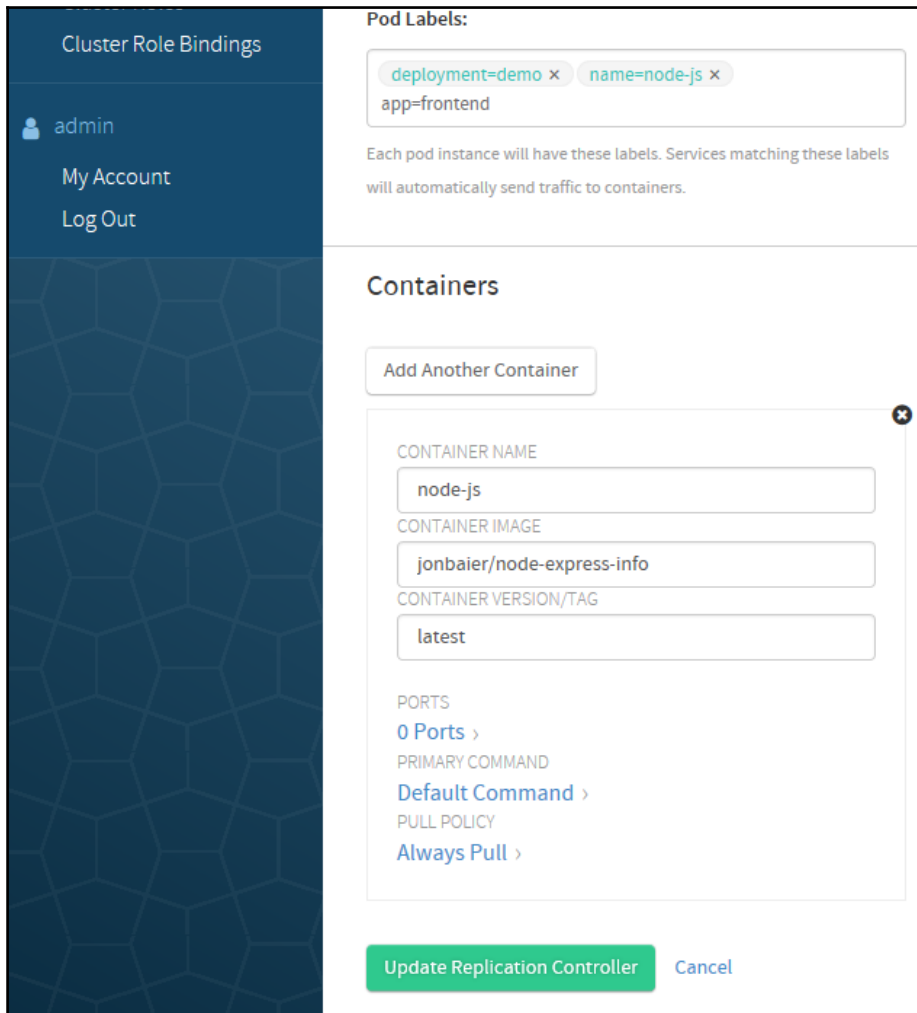 Cluster Role Bindings
admin
My Account
Log Out
Pod Labels:
deployment=demo × name=node-js ×
app=frontend
Each pod instance will have these labels. Services matching these labels
will automatically send traffic to containers.
Containers
Add Another Container
CONTAINER NAME
node-js
CONTAINER IMAGE
jonbaier/node-express-info
CONTAINER VERSION/TAG
latest
PORTS
0 Ports ›
PRIMARY COMMAND
Default Command ›
PULL POLICY
Always Pull ›
Update Replication Controller Cancel